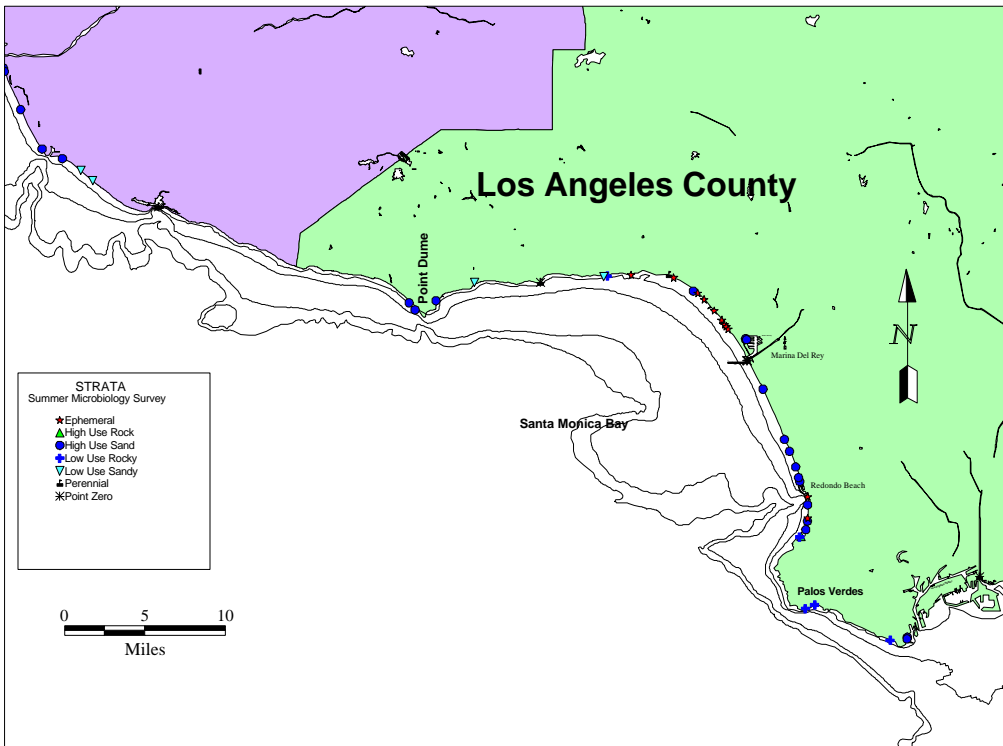 Los Angeles County
Point Dume
Marina Del Rey
N
Santa Monica Bay
STRATA
Summer Microbiology Survey
Ephemeral
High Use Rock
High Use Sand
Low Use Rocky
Low Use Sandy
Perennial
Point Zero
Redondo Beach
Palos Verdes
0 5 10
Miles